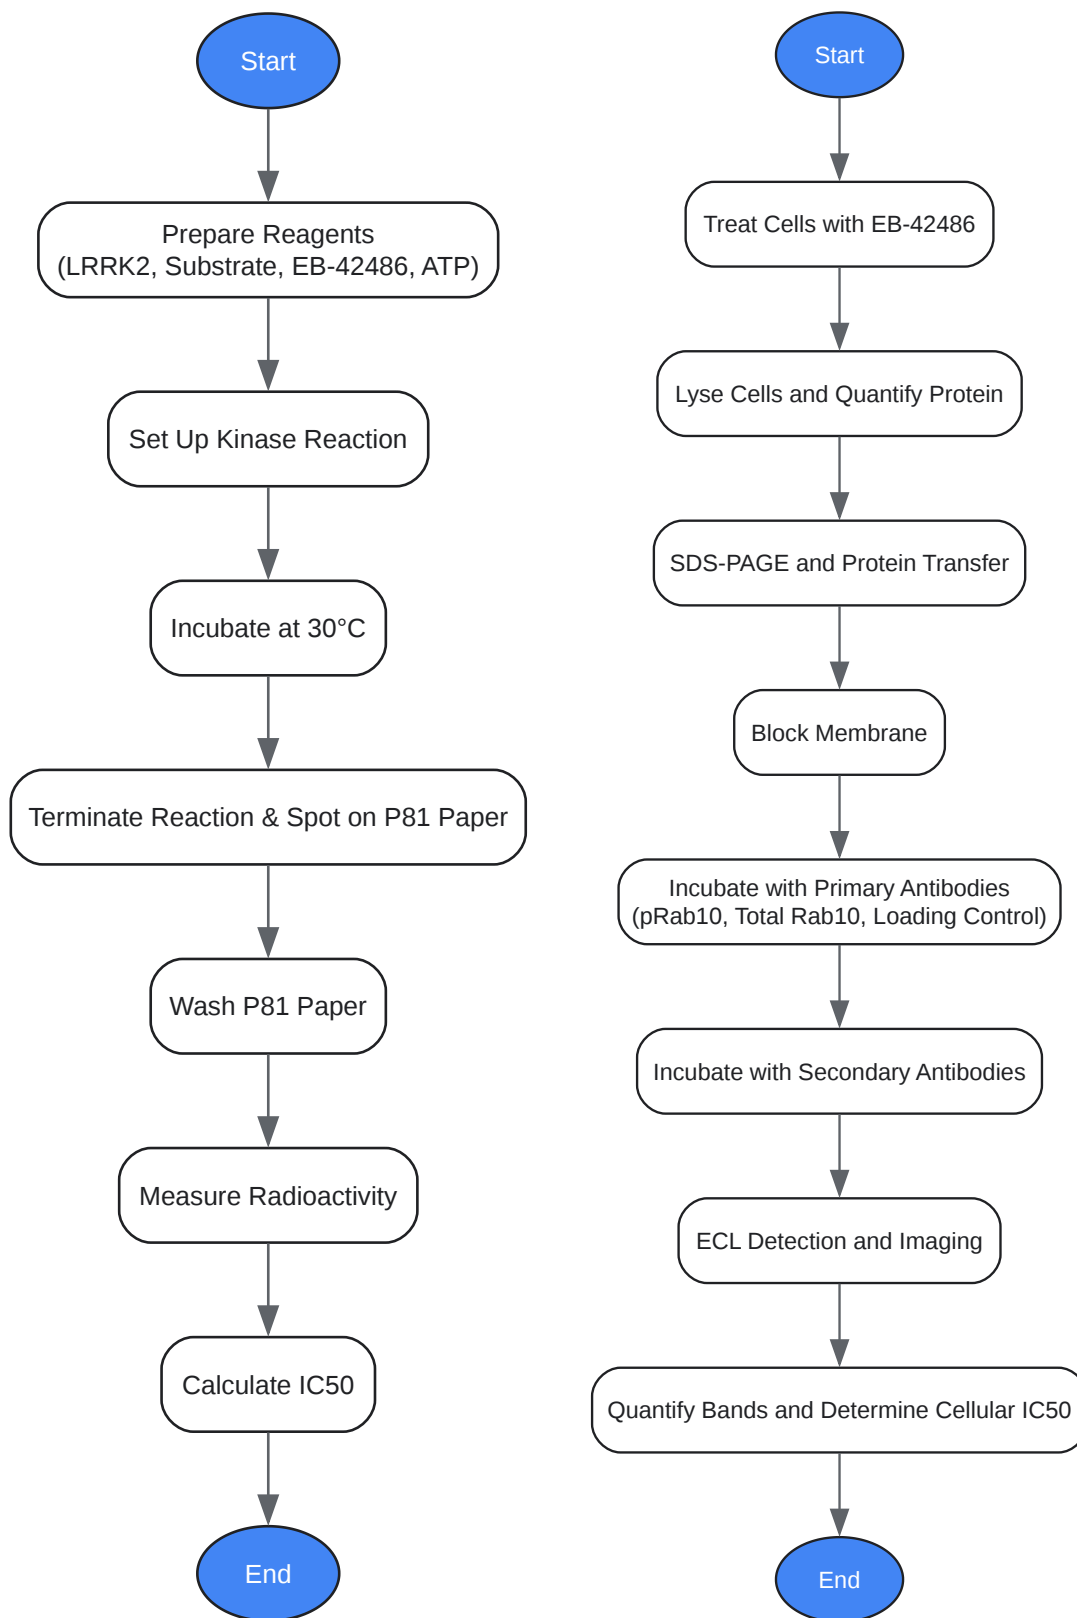 Start
Prepare Reagents
(LRRK2, Substrate, EB-42486, ATP)
Set Up Kinase Reaction
Incubate at 30°C
Terminate Reaction & Spot on P81 Paper
Wash P81 Paper
Measure Radioactivity
Calculate IC50
End
Start
Treat Cells with EB-42486
Lyse Cells and Quantify Protein
SDS-PAGE and Protein Transfer
Block Membrane
Incubate with Primary Antibodies
(pRab10, Total Rab10, Loading Control)
Incubate with Secondary Antibodies
ECL Detection and Imaging
Quantify Bands and Determine Cellular IC50
End